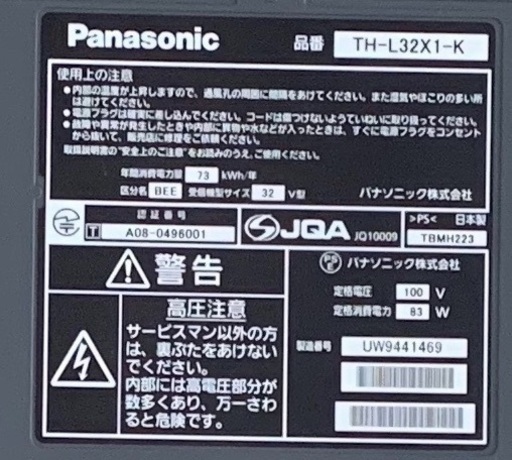 Panasonic 品番 TH-L32X1-K
使用上の注意
●内部の温度が上昇しますので、通風孔の周囲に間隔をあけてください。また湿気やほこりの多い所
は避けてください。
●電源プラグは確実に差し込んでください。コードは傷つけないようていねいに取り扱ってください。
●故障や異常が発生したときや内部に異物や水などが入ったときは、すぐに電源プラグをコンセント
から抜いて、販売店に修理をご依頼ください。
取扱説明書の"安全上のご注意"をお読みのうえ、ご使用ください。
年間消費電力量 73 kWh/年
区分名 BEE 受信機型サイズ 32 V型
パナソニック株式会社
認証番号
T A08-0496001
JQA JQ10009
>PS< 日本製
TBMH223
警告
高圧注意
サービスマン以外の方
は、裏ぶたをあけない
でください。
内部には高電圧部分が
数多くあり、万一さわ
ると危険です。
PSE パナソニック株式会社
定格電圧 100 V
定格消費電力 83 W
製造番号 UW9441469